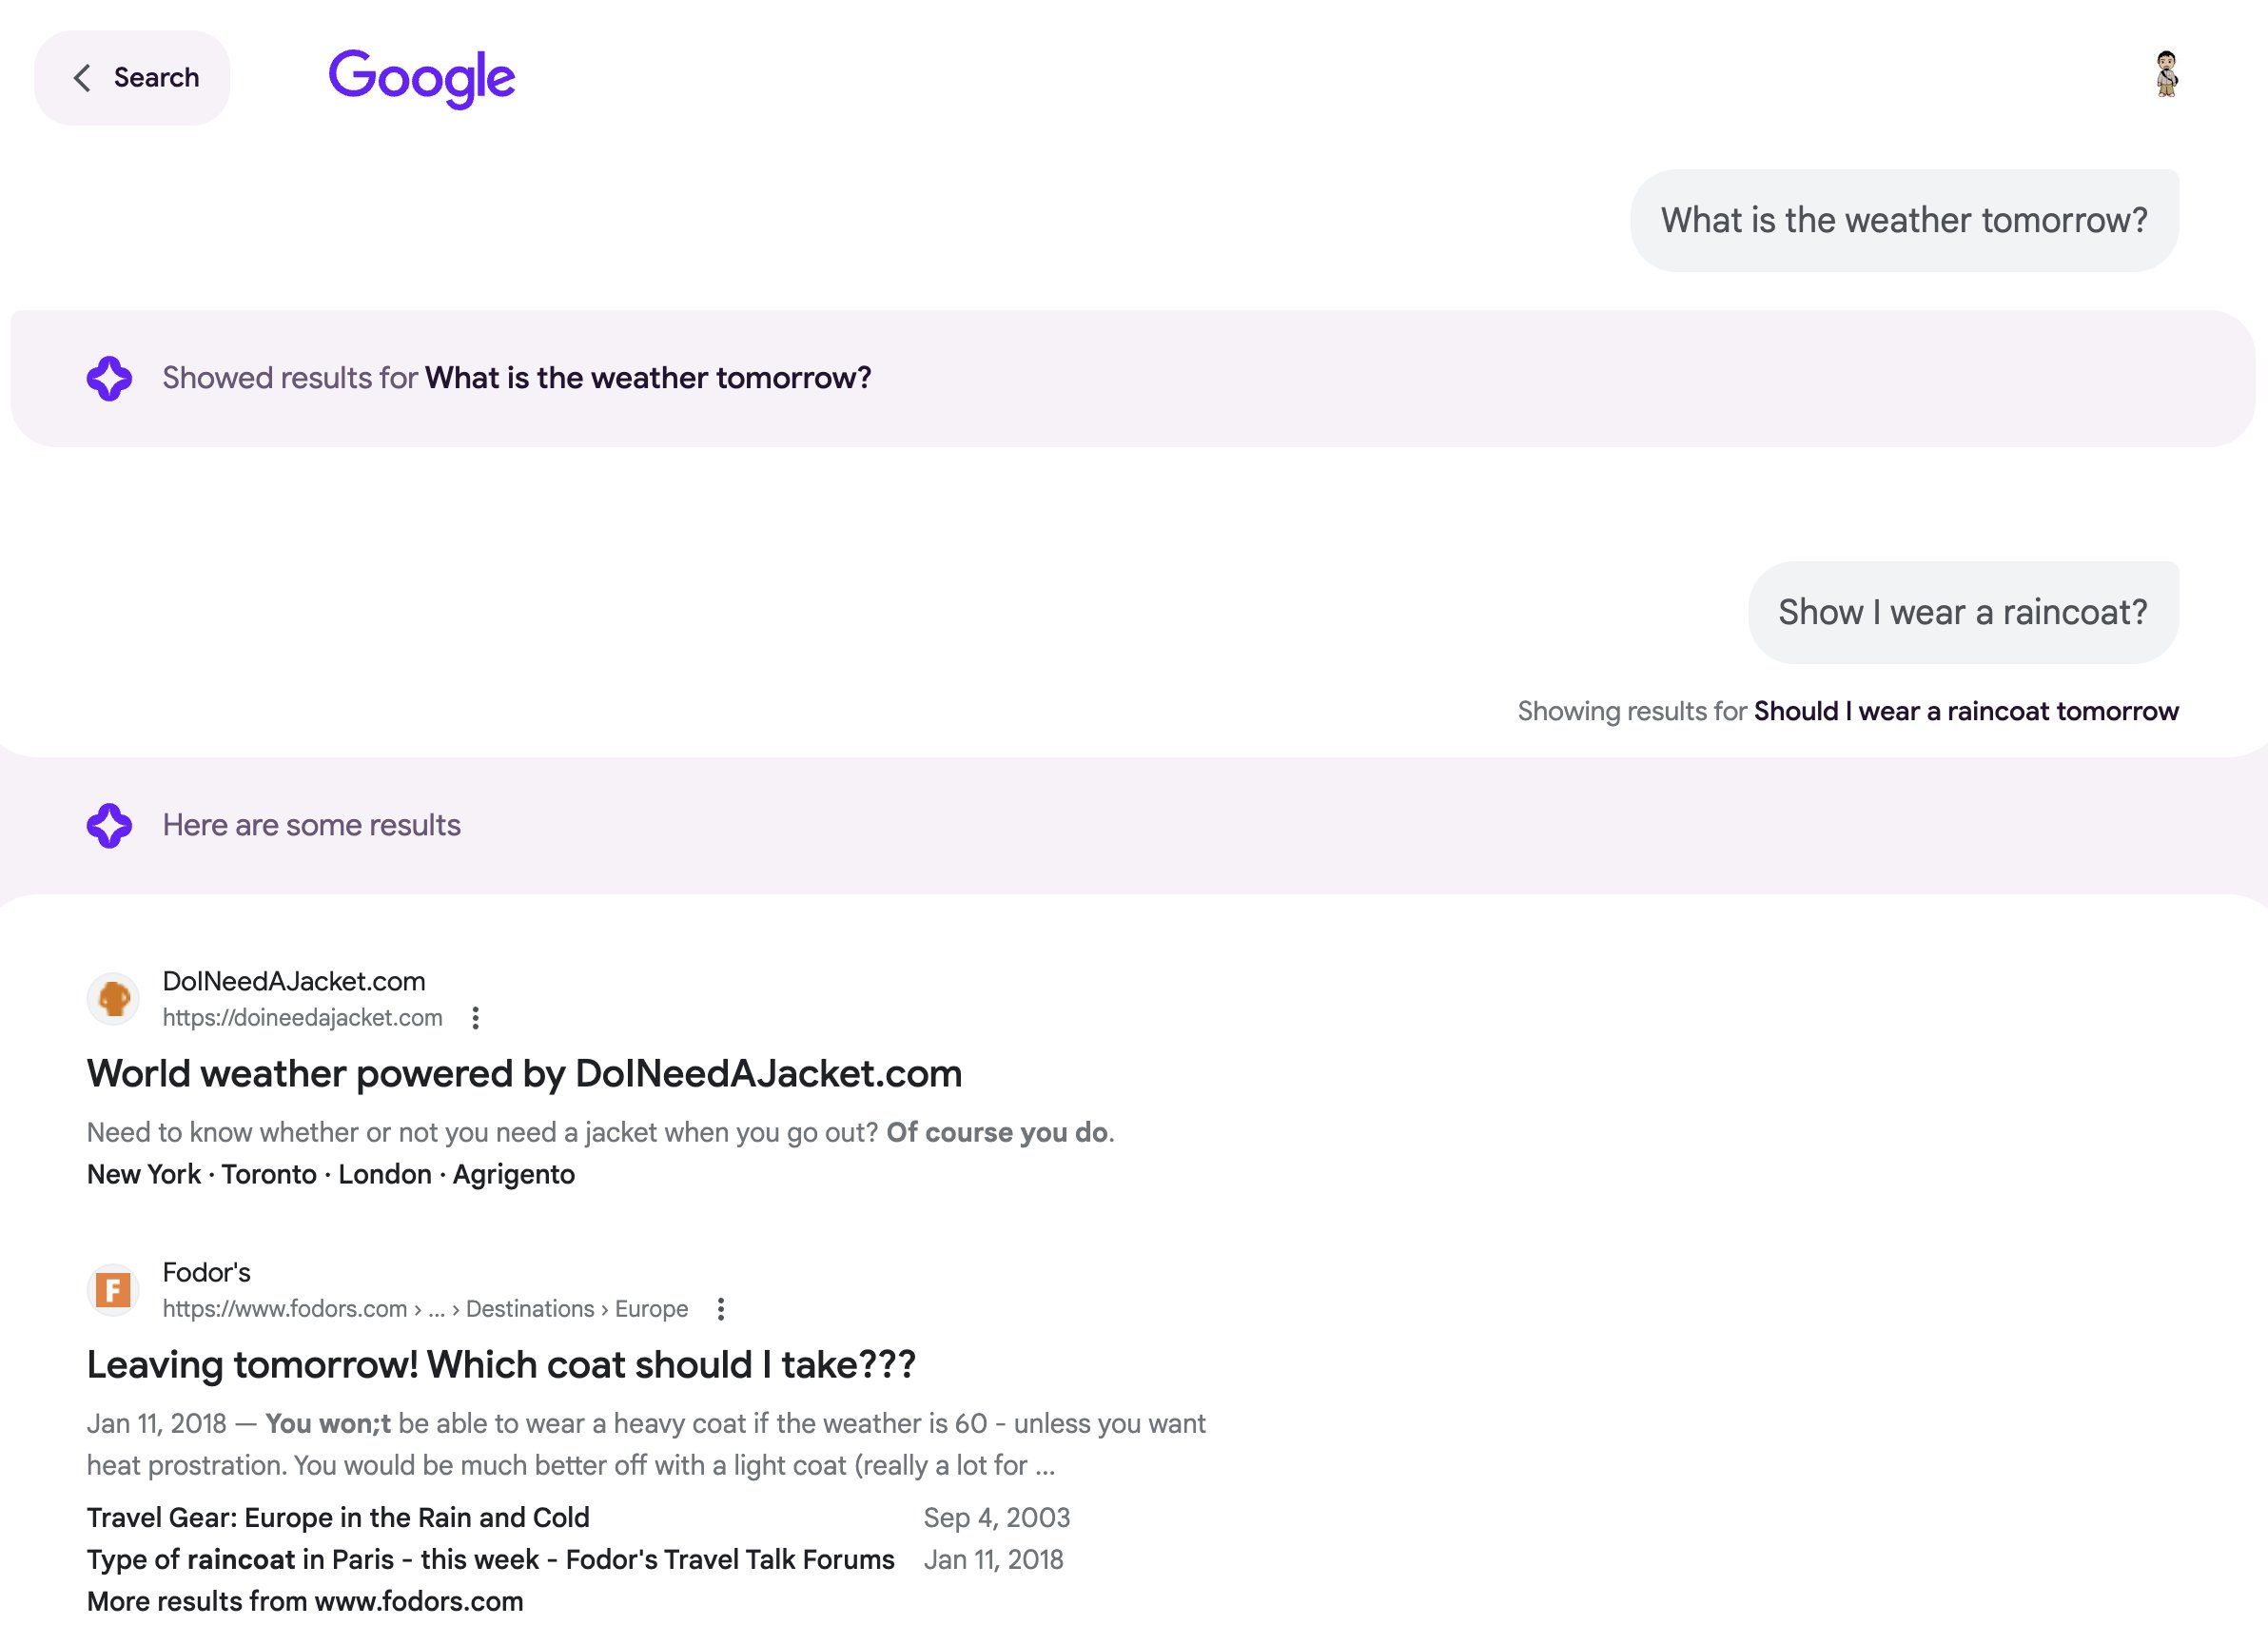 Search
Google
What is the weather tomorrow?
Showed results for What is the weather tomorrow?
Show I wear a raincoat?
Showing results for Should I wear a raincoat tomorrow
Here are some results
DoINeedAJacket.com
https://doineedajacket.com
World weather powered by DoINeedAJacket.com
Need to know whether or not you need a jacket when you go out? Of course you do.
New York · Toronto · London · Agrigento
F
Fodor's
https://www.fodors.com › ... › Destinations › Europe
Leaving tomorrow! Which coat should I take???
Jan 11, 2018 — You won;t be able to wear a heavy coat if the weather is 60 - unless you want
heat prostration. You would be much better off with a light coat (really a lot for ...
Travel Gear: Europe in the Rain and Cold Sep 4, 2003
Type of raincoat in Paris - this week - Fodor's Travel Talk Forums Jan 11, 2018
More results from www.fodors.com